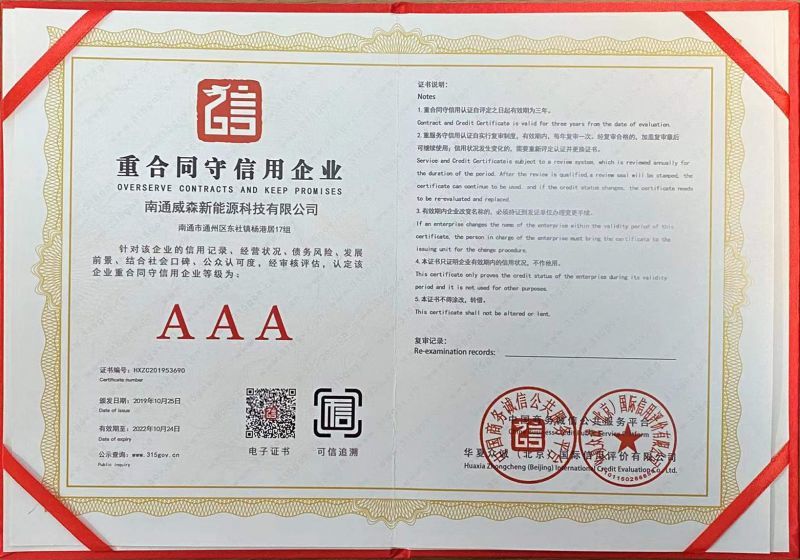 重合同守信用企业
OVERSERVE CONTRACTS AND KEEP PROMISES
南通威森新能源科技有限公司
南通市通州区东社镇杨港居17组
针对该企业的信用记录、经营状况、债务风险、发展
前景、结合社会口碑、公众认可度，经审核评估，认定该
企业重合同守信用企业等级为：
AAA
证书编号：HXZC201953690
Certificate number
颁发日期：2019年10月25日
Date of issue
有效期至：2022年10月24日
Date of expiry
公示查询：www.315gov.cn
Public inquiry
电子证书
信
可信追溯
证书说明：
Notes
1. 重合同守信用认证自评定之日起有效期为三年。
Contract and Credit Certificate is valid for three years from the date of evaluation.
2. 重服务守信用认证自实行复审制度，有效期内，每年复审一次，经复审合格的，加盖复审章后
可继续使用；信用状况发生变化的，需要重新评定认证并更换证书。
Service and Credit Certificateis subject to a review system, which is reviewed annually for
the duration of the period. After the review is qualified,a review seal will be stamped, the
certificate can continue to be used, and if the credit status changes, the certificate needs
to be re-evaluated and replaced.
3. 有效期内企业改变名称的，必须持证到发证单位办理变更手续。
If an enterprise changes the name of the enterprise within the validity period of this
certificate, the person in charge of the enterprise must bring the certificate to the
issuing unit for the change procedure.
4. 本证书只证明企业有效期内的信用状况，不作他用。
This certificate only proves the credit status of the enterprise during its validity
period and it is not used for other purposes.
5. 本证书不得涂改，转借。
This certificate shall not be altered or lent.
复审记录：
Re-examination records:
中国商务诚信公共服务平台
华夏众诚（北京）国际信用评价有限公司
Huaxia Zhongcheng (Beijing) International Credit Evaluation Co., Ltd.